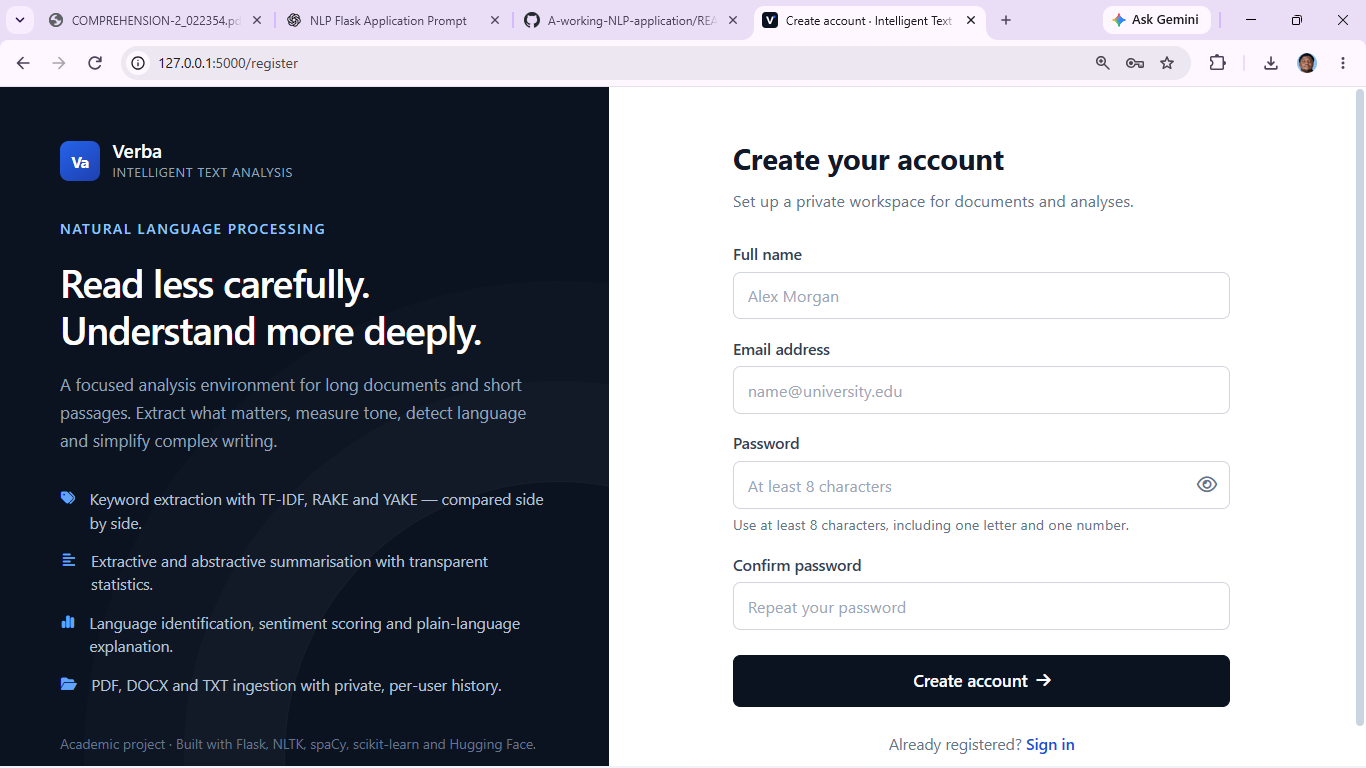 COMPREHENSION-2_022354.pd
NLP Flask Application Prompt
A-working-NLP-application/REA
Create account · Intelligent Text
Ask Gemini
127.0.0.1:5000/register
Va
Verba
INTELLIGENT TEXT ANALYSIS
NATURAL LANGUAGE PROCESSING
Read less carefully.
Understand more deeply.
A focused analysis environment for long documents and short
passages. Extract what matters, measure tone, detect language
and simplify complex writing.
Keyword extraction with TF-IDF, RAKE and YAKE — compared side
by side.
Extractive and abstractive summarisation with transparent
statistics.
Language identification, sentiment scoring and plain-language
explanation.
PDF, DOCX and TXT ingestion with private, per-user history.
Academic project · Built with Flask, NLTK, spaCy, scikit-learn and Hugging Face.
Create your account
Set up a private workspace for documents and analyses.
Full name
Alex Morgan
Email address
name@university.edu
Password
At least 8 characters
Use at least 8 characters, including one letter and one number.
Confirm password
Repeat your password
Create account →
Already registered? Sign in